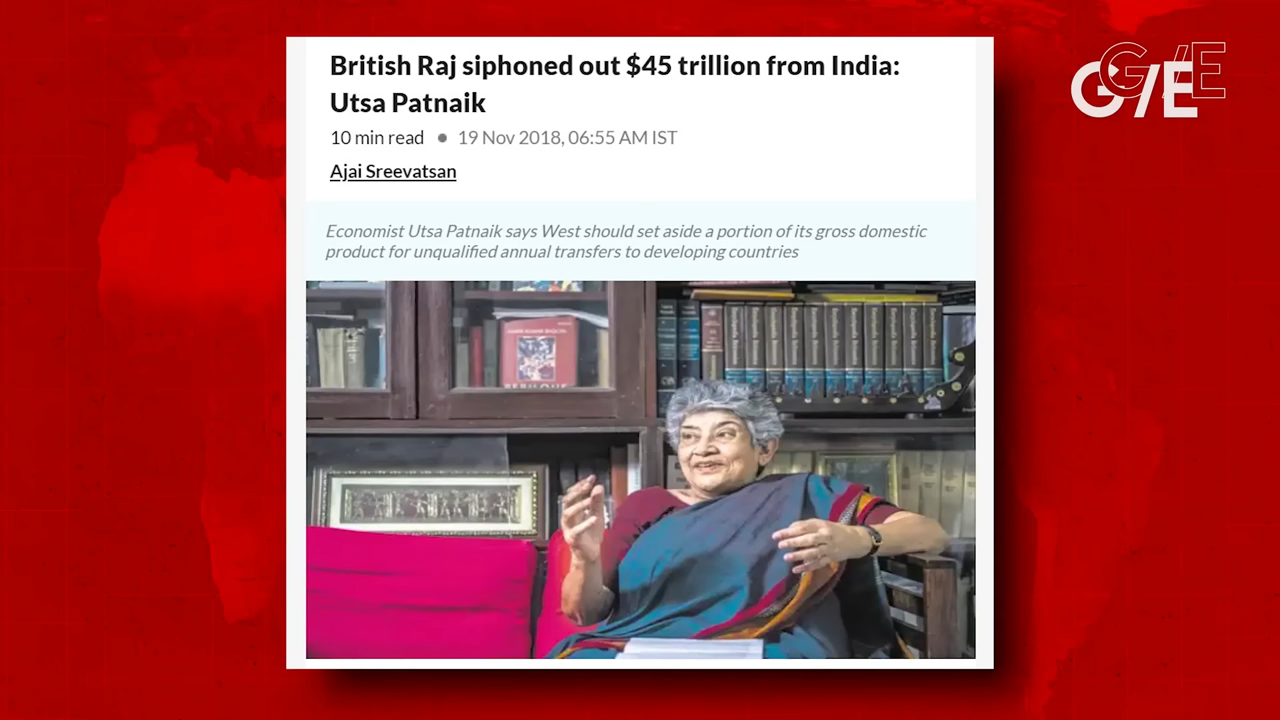 G/E
G/E
British Raj siphoned out $45 trillion from India:
Utsa Patnaik
10 min read ● 19 Nov 2018, 06:55 AM IST
Ajai Sreevatsan
Economist Utsa Patnaik says West should set aside a portion of its gross domestic
product for unqualified annual transfers to developing countries